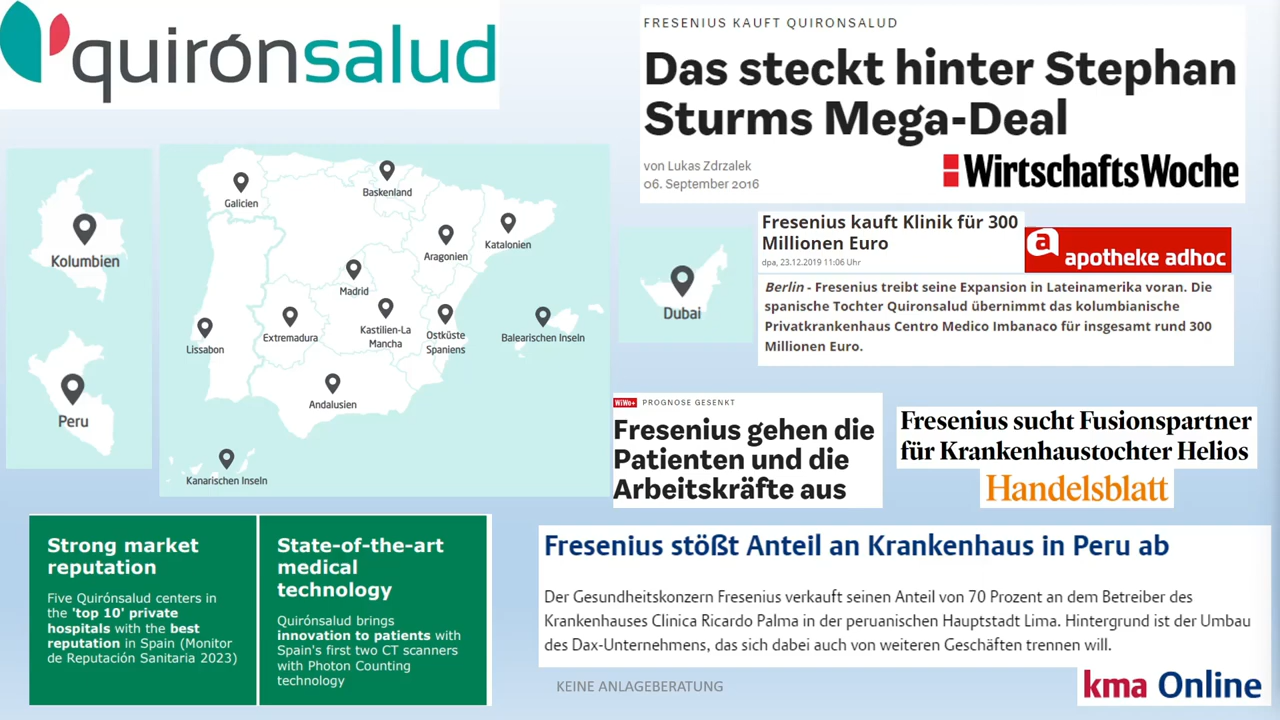 quirónsalud
FRESENIUS KAUFT QUIRONSALUD
Das steckt hinter Stephan
Sturms Mega-Deal
von Lukas Zdrzalek
06. September 2016
WirtschaftsWoche
Kolumbien
Peru
Galicien
Baskenland
Aragonien
Katalonien
Madrid
Lissabon
Extremadura
Kastilien-La
Mancha
Ostküste
Spaniens
Balearischen Inseln
Andalusien
Kanarischen Inseln
Dubai
Fresenius kauft Klinik für 300
Millionen Euro
dpa, 23.12.2019 11:06 Uhr
a
apotheke adhoc
Berlin - Fresenius treibt seine Expansion in Lateinamerika voran. Die
spanische Tochter Quironsalud übernimmt das kolumbianische
Privatkrankenhaus Centro Medico Imbanaco für insgesamt rund 300
Millionen Euro.
WiWo+ PROGNOSE GESENKT
Fresenius gehen die
Patienten und die
Arbeitskräfte aus
Fresenius sucht Fusionspartner
für Krankenhaustochter Helios
Handelsblatt
Strong market
reputation
Five Quirónsalud centers in
the 'top 10' private
hospitals with the best
reputation in Spain (Monitor
de Reputación Sanitaria 2023)
State-of-the-art
medical
technology
Quirónsalud brings
innovation to patients with
Spain's first two CT scanners
with Photon Counting
technology
Fresenius stößt Anteil an Krankenhaus in Peru ab
Der Gesundheitskonzern Fresenius verkauft seinen Anteil von 70 Prozent an dem Betreiber des
Krankenhauses Clinica Ricardo Palma in der peruanischen Hauptstadt Lima. Hintergrund ist der Umbau
des Dax-Unternehmens, das sich dabei auch von weiteren Geschäften trennen will.
KEINE ANLAGEBERATUNG
kma Online